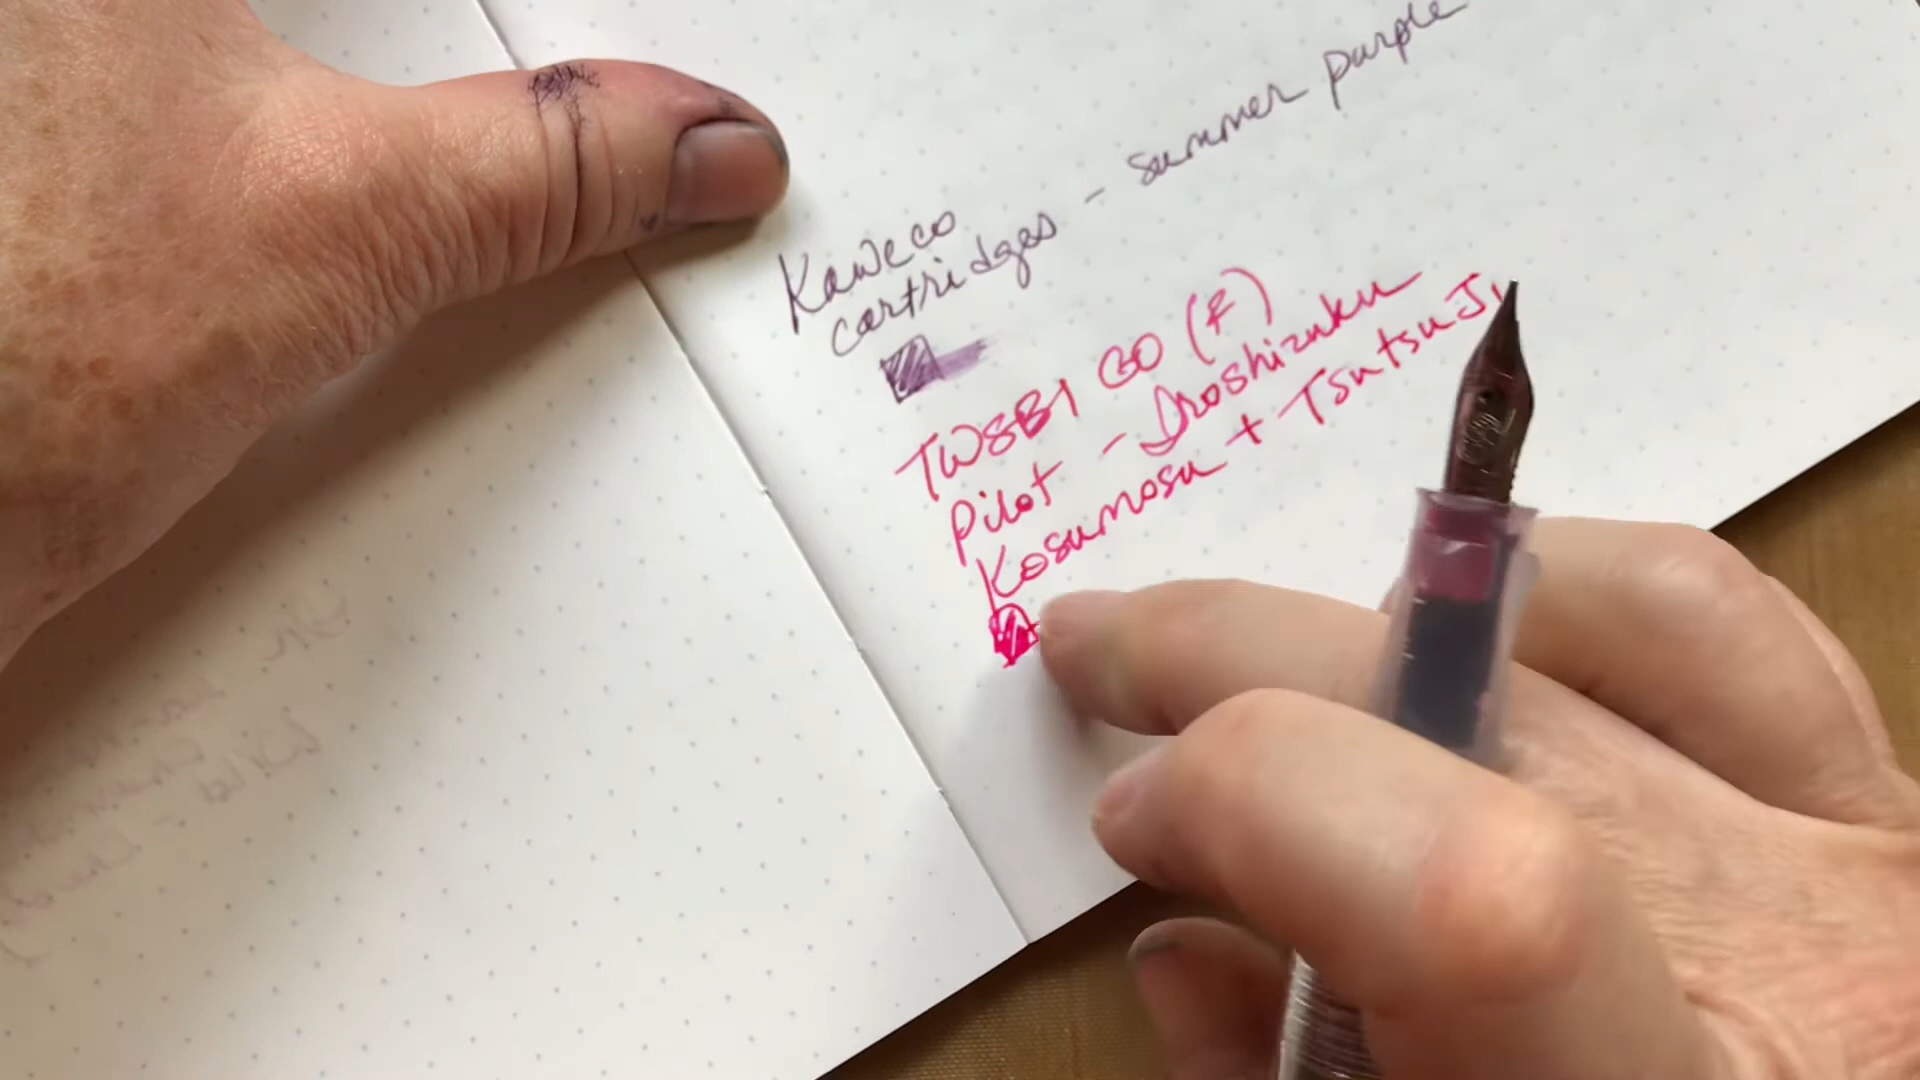 Kaweco
cartridges - summer purple
TWSBI GO (F)
Pilot - Iroshizuku
Kosumosu + Tsutsuji